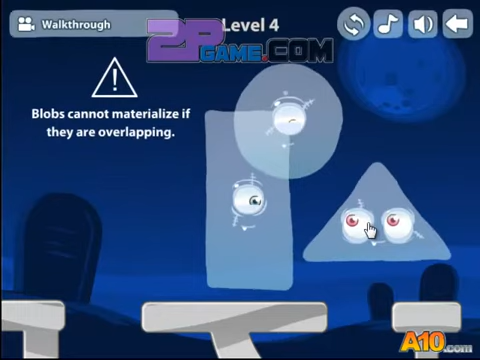 Walkthrough
Level 4
2PGAME.COM
Blobs cannot materialize if
they are overlapping.
A10.com